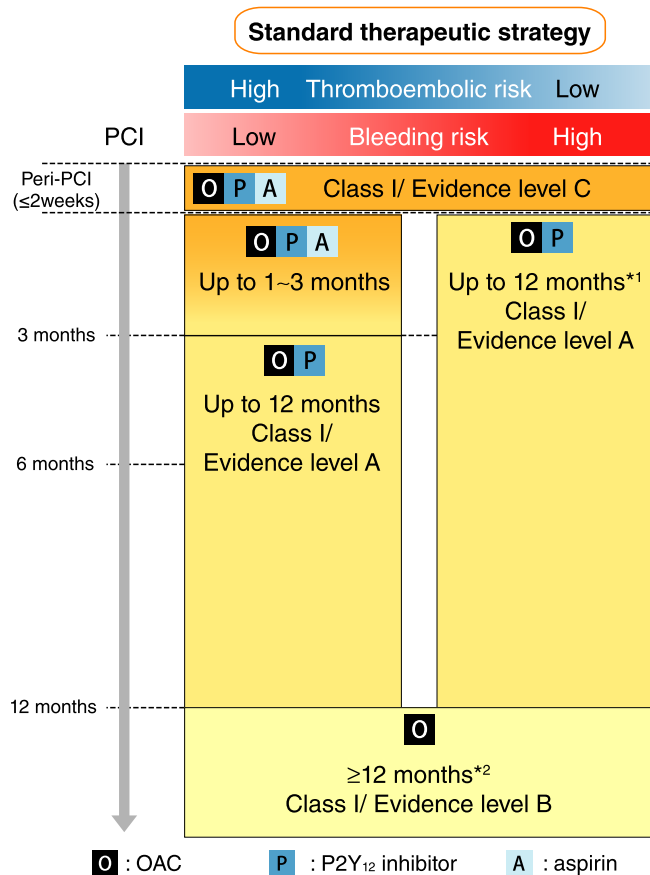 Standard therapeutic strategy
High Thromboembolic risk Low
PCI Low Bleeding risk High
Peri-PCI
(≤2weeks)
O P A Class I/ Evidence level C
O P A
Up to 1~3 months
O P
Up to 12 months*1
Class I/
Evidence level A
3 months
O P
Up to 12 months
Class I/
Evidence level A
6 months
12 months
O
≥12 months*2
Class I/ Evidence level B
O : OAC P : P2Y12 inhibitor A : aspirin